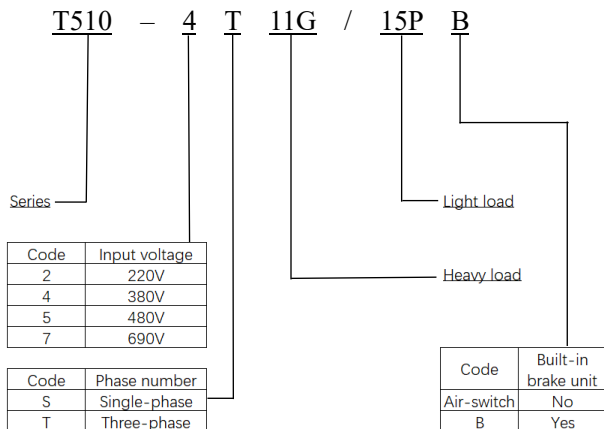 T510 – 4 T 11G / 15P B
Series
Light load
Heavy load
Code Input voltage
2 220V
4 380V
5 480V
7 690V
Code Phase number
S Single-phase
T Three-phase
Code Built-in brake unit
Air-switch No
B Yes